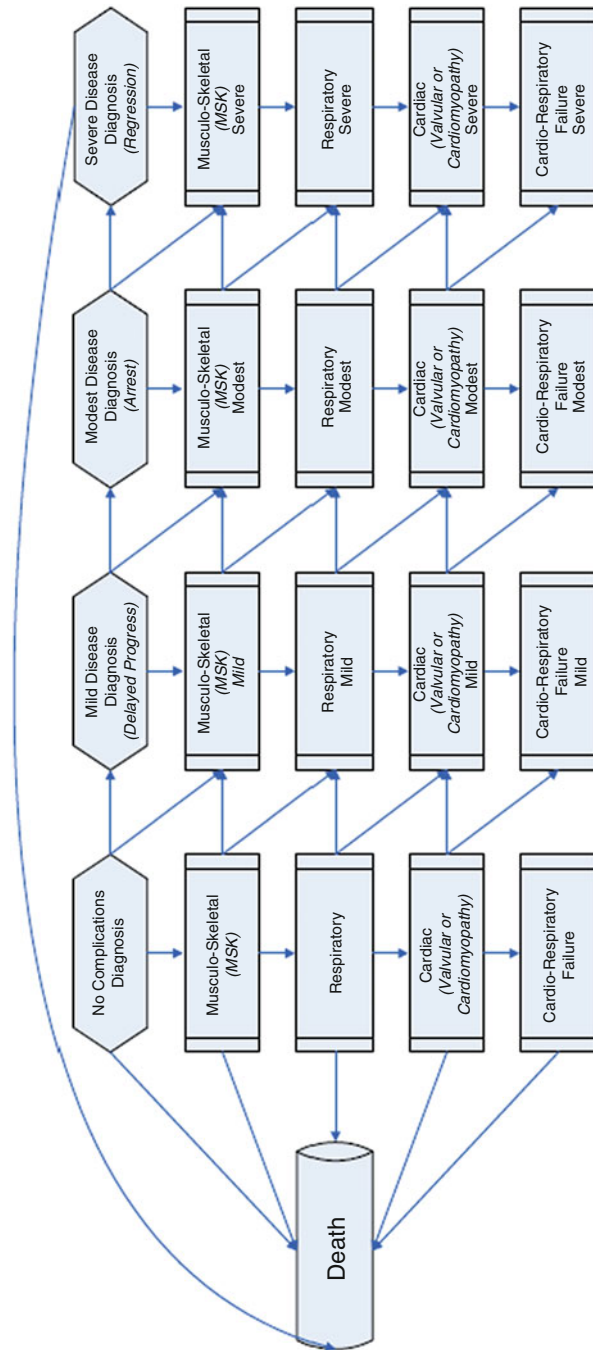 No Complications
Diagnosis
Mild Disease
Diagnosis
(Delayed Progress)
Modest Disease
Diagnosis
(Arrest)
Severe Disease
Diagnosis
(Regression)
Musculo-Skeletal
(MSK)
Musculo-Skeletal
(MSK)
Mild
Musculo-Skeletal
(MSK)
Modest
Musculo-Skeletal
(MSK)
Severe
Death
Respiratory
Respiratory
Mild
Respiratory
Modest
Respiratory
Severe
Cardiac
(Valvular or
Cardiomyopathy)
Cardiac
(Valvular or
Cardiomyopathy)
Mild
Cardiac
(Valvular or
Cardiomyopathy)
Modest
Cardiac
(Valvular or
Cardiomyopathy)
Severe
Cardio-Respiratory
Failure
Cardio-Respiratory
Failure
Mild
Cardio-Respiratory
Failure
Modest
Cardio-Respiratory
Failure
Severe